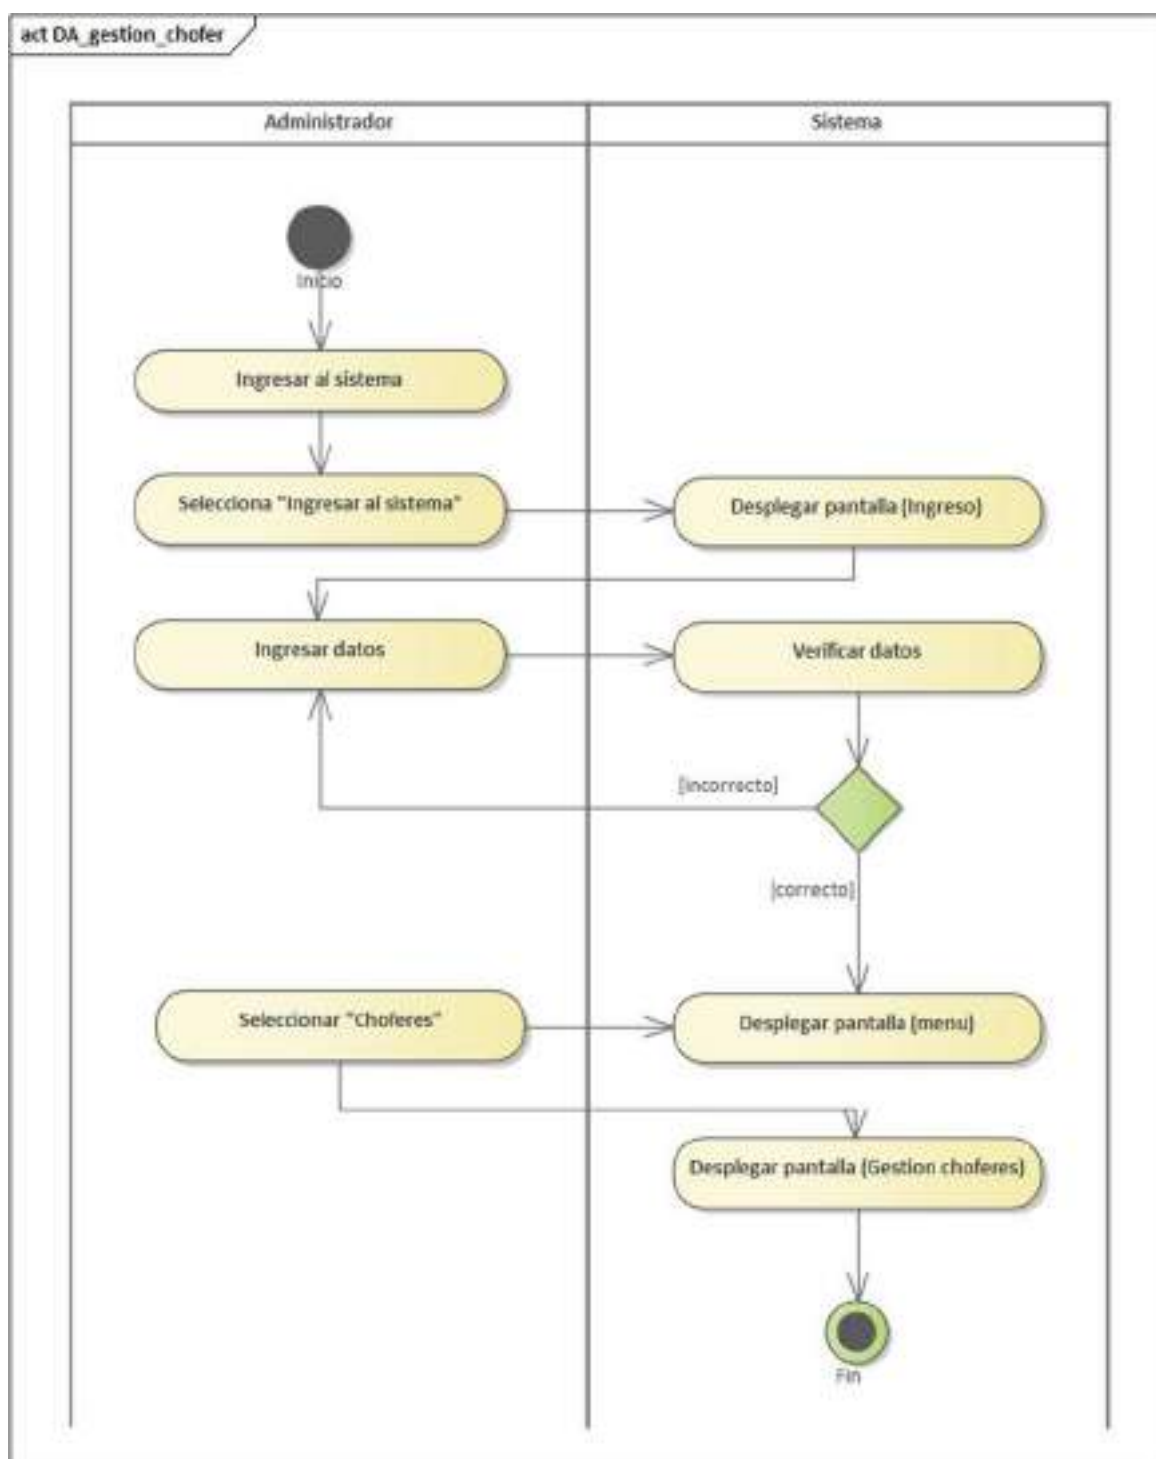 act DA_gestion_chofer
Administrador
Sistema
Inicio
Ingresar al sistema
Selecciona "Ingresar al sistema"
Desplegar pantalla (Ingreso)
Ingresar datos
Verificar datos
[incorrecto]
[correcto]
Seleccionar "Choferes"
Desplegar pantalla (menu)
Desplegar pantalla (Gestion choferes)
Fin